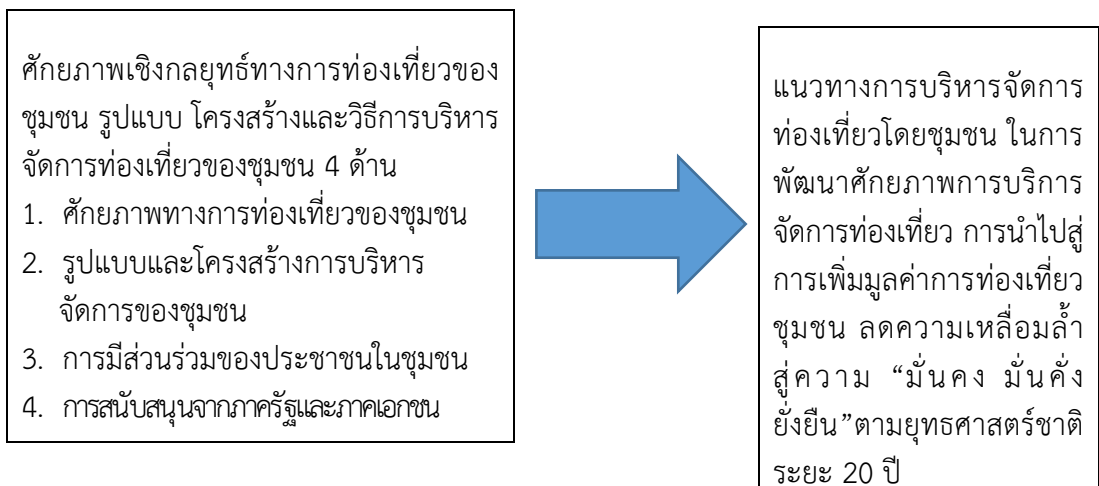 ศักยภาพเชิงกลยุทธ์ทางการท่องเที่ยวของ
ชุมชน รูปแบบ โครงสร้างและวิธีการบริหาร
จัดการท่องเที่ยวของชุมชน 4 ด้าน
1. ศักยภาพทางการท่องเที่ยวของชุมชน
2. รูปแบบและโครงสร้างการบริหาร
จัดการของชุมชน
3. การมีส่วนร่วมของประชาชนในชุมชน
4. การสนับสนุนจากภาครัฐและภาคเอกชน
แนวทางการบริหารจัดการ
ท่องเที่ยวโดยชุมชน ในการ
พัฒนาศักยภาพการบริการ
จัดการท่องเที่ยว การนำไปสู่
การเพิ่มมูลค่าการท่องเที่ยว
ชุมชน ลดความเหลื่อมล้ำ
สู่ความ “มั่นคง มั่นคั่ง
ยั่งยืน”ตามยุทธศาสตร์ชาติ
ระยะ 20 ปี